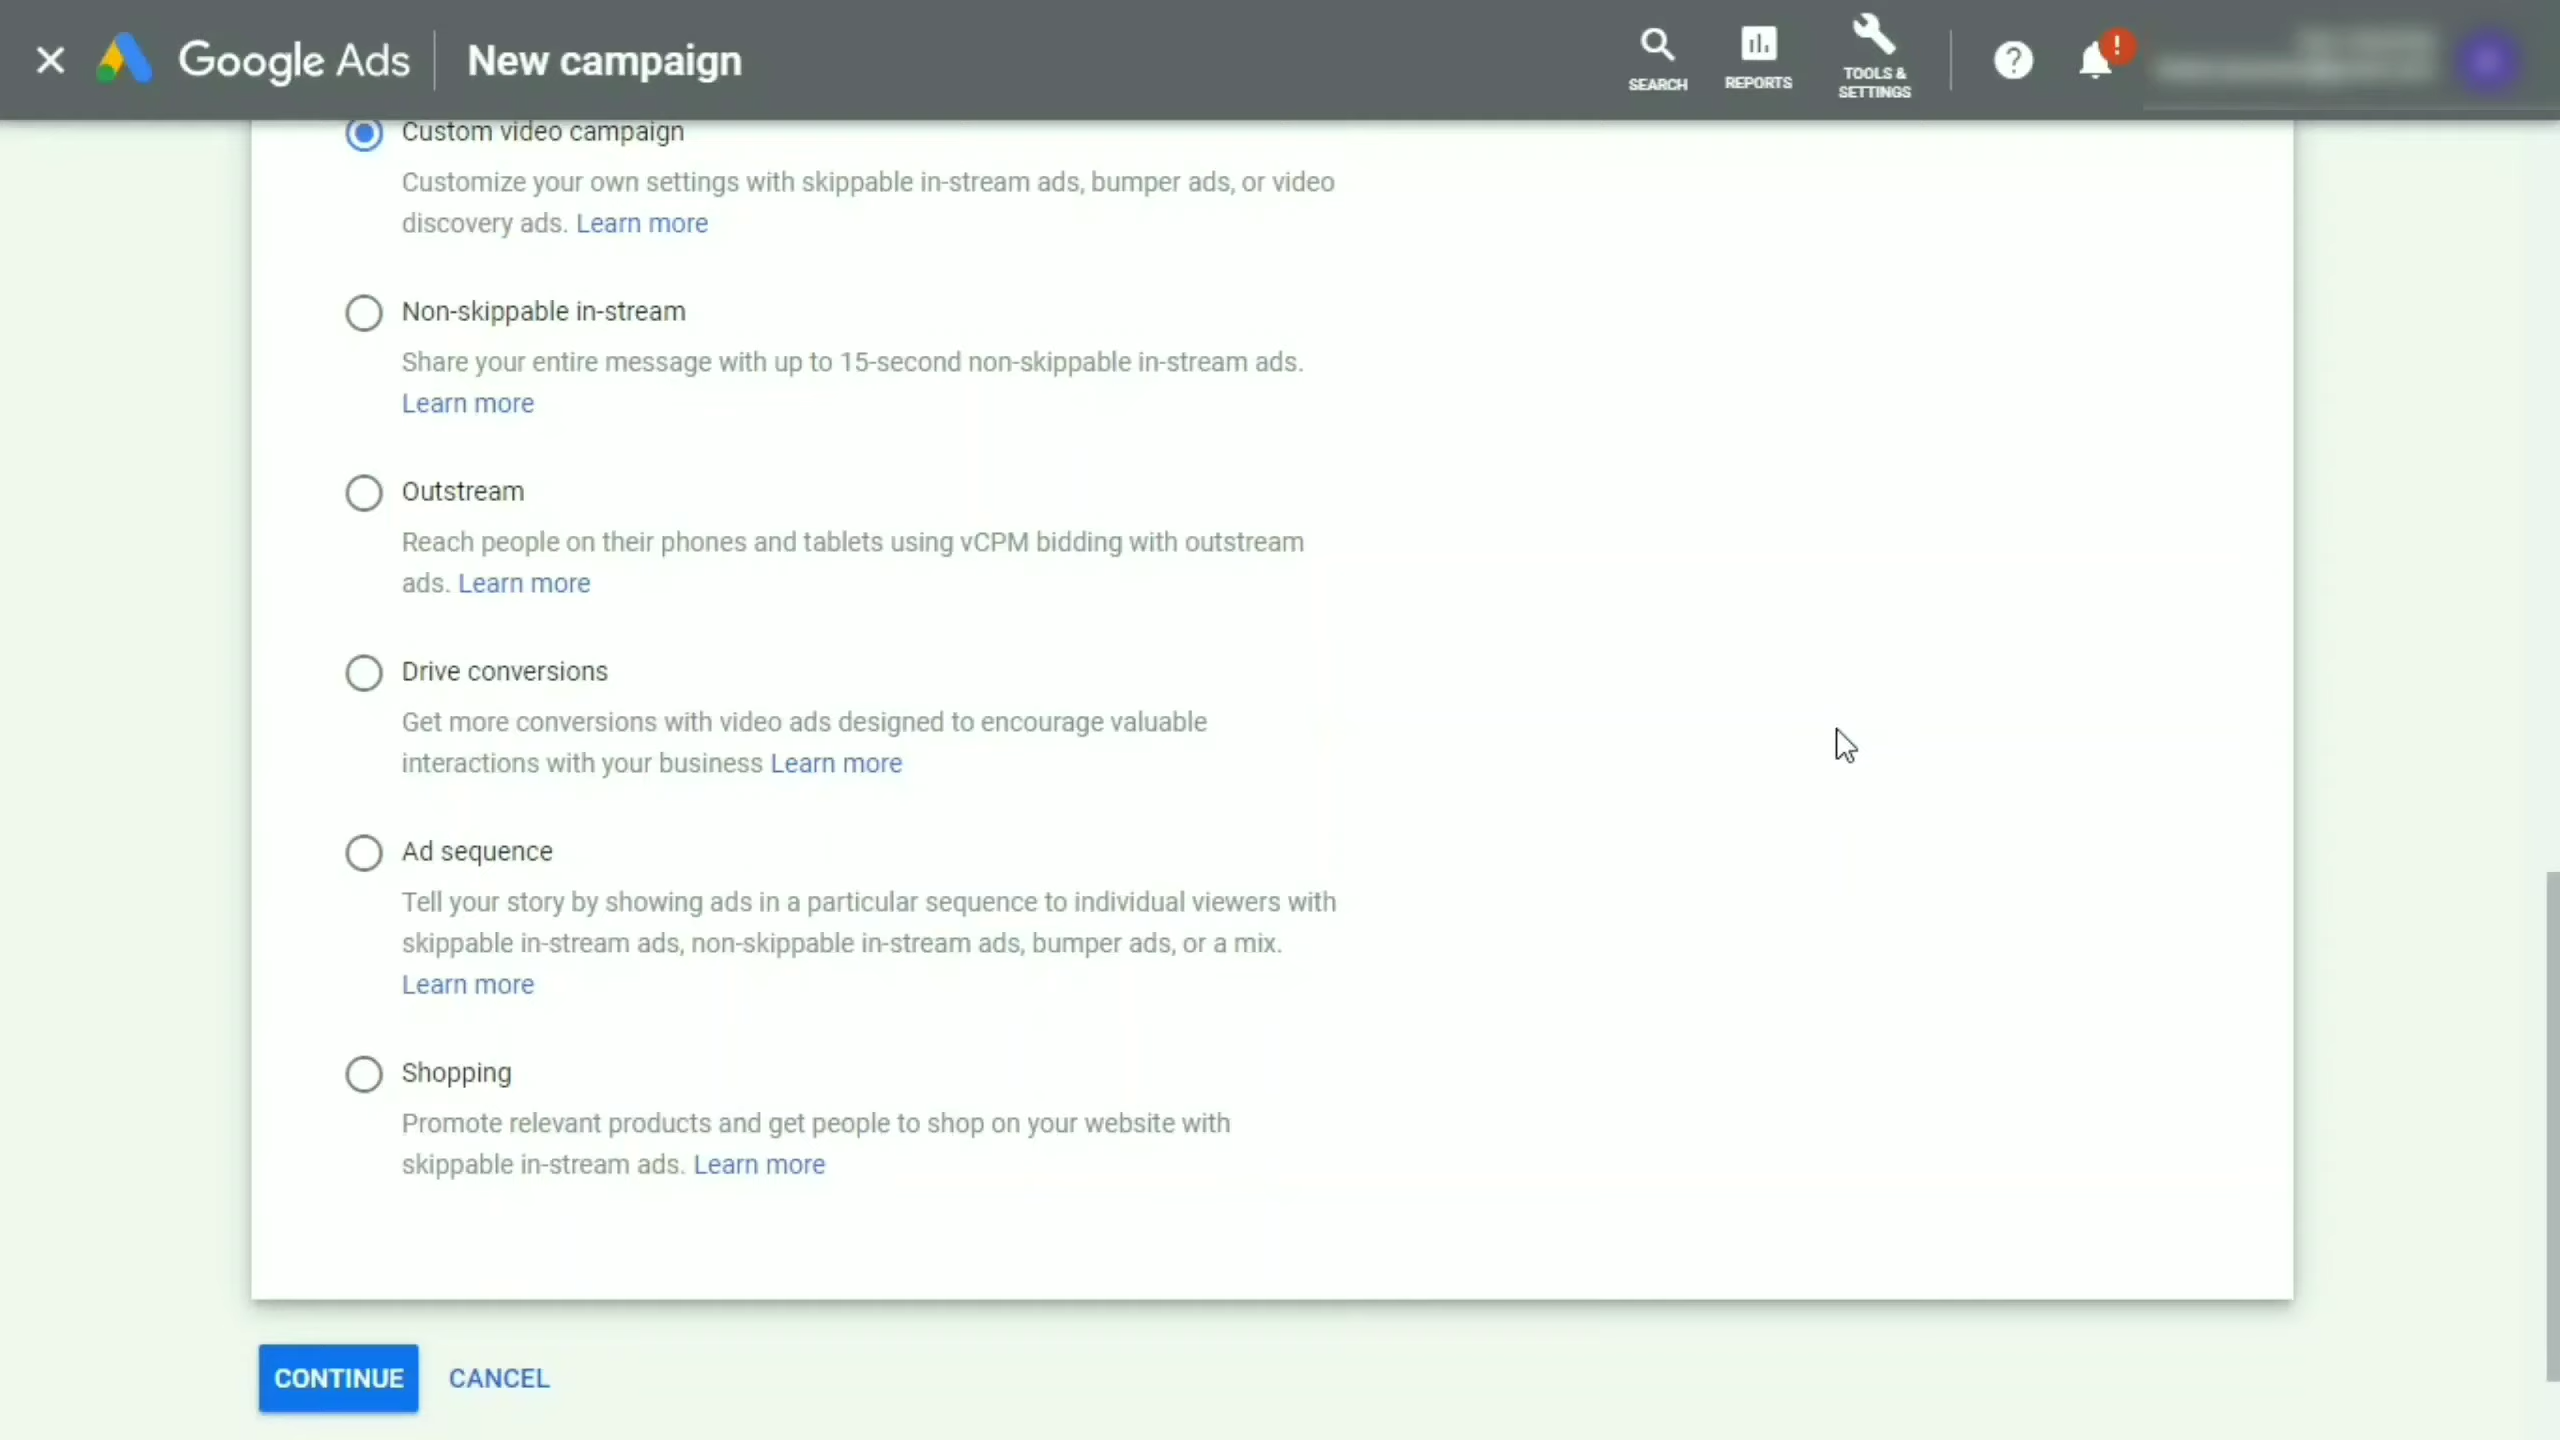 Google Ads
New campaign
SEARCH
REPORTS
TOOLS &
SETTINGS
Custom video campaign
Customize your own settings with skippable in-stream ads, bumper ads, or video
discovery ads. Learn more
Non-skippable in-stream
Share your entire message with up to 15-second non-skippable in-stream ads.
Learn more
Outstream
Reach people on their phones and tablets using vCPM bidding with outstream
ads. Learn more
Drive conversions
Get more conversions with video ads designed to encourage valuable
interactions with your business Learn more
Ad sequence
Tell your story by showing ads in a particular sequence to individual viewers with
skippable in-stream ads, non-skippable in-stream ads, bumper ads, or a mix.
Learn more
Shopping
Promote relevant products and get people to shop on your website with
skippable in-stream ads. Learn more
CONTINUE
CANCEL